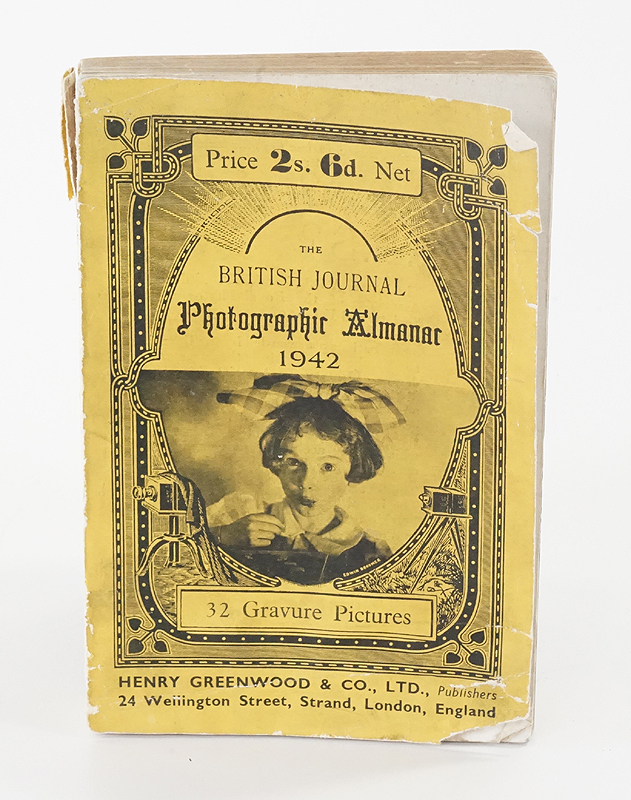 Price 2s. 6d. Net
THE
BRITISH JOURNAL
Photographic Almanac
1942
32 Gravure Pictures
HENRY GREENWOOD & CO., LTD., Publishers
24 Wellington Street, Strand, London, England